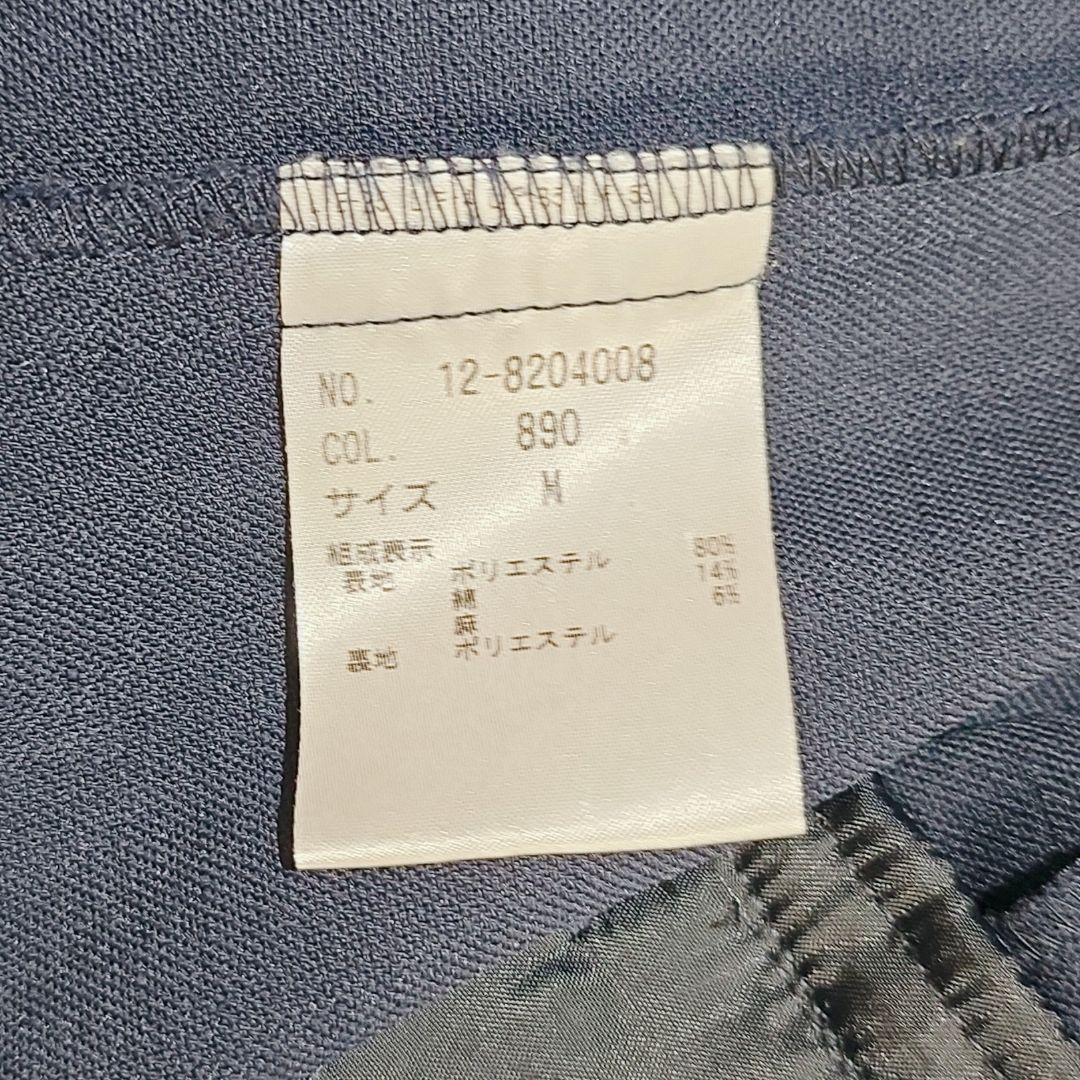 NO. 12-8204008
COL. 890
サイズ M
組成表示
表地 ポリエステル 80%
綿 14%
麻 6%
裏地 ポリエステル